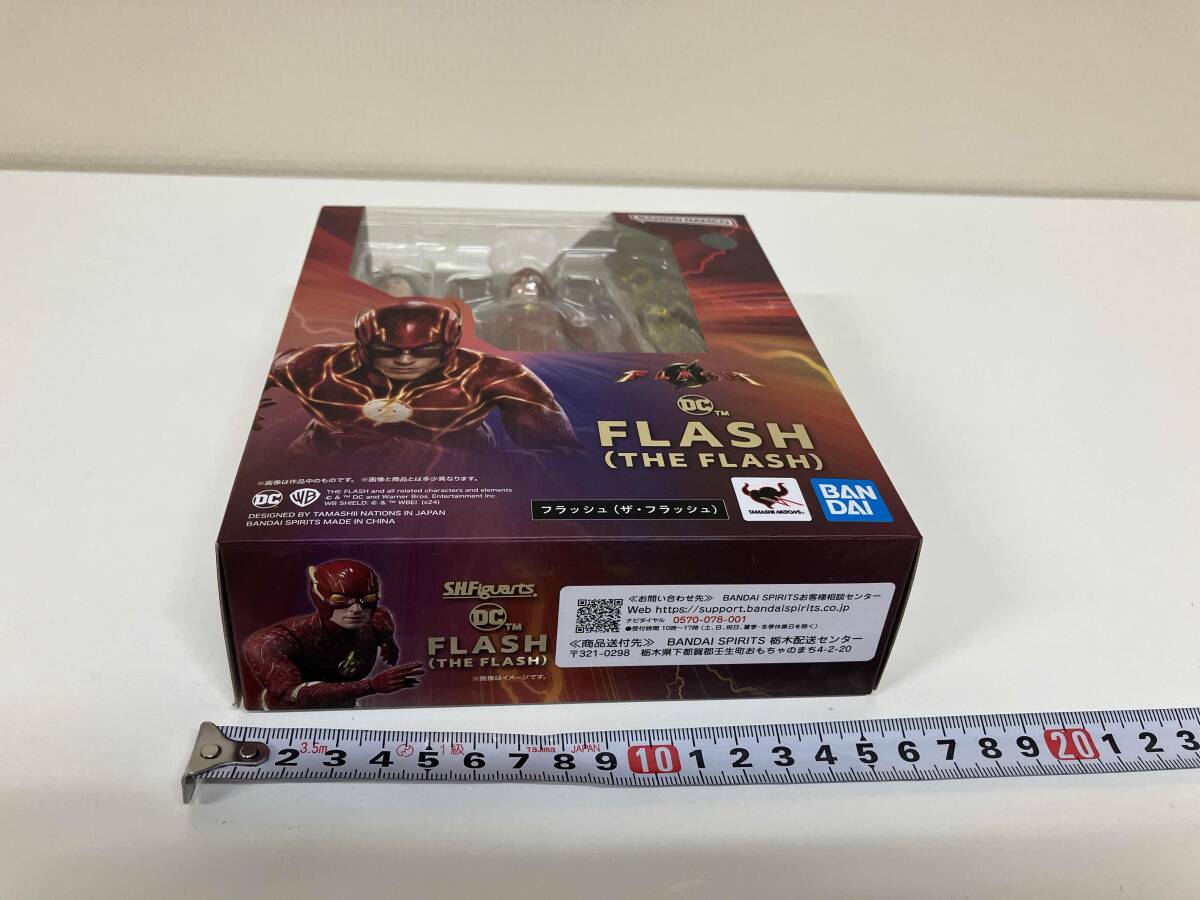 BANDAI NAMCO
FLASH
DC™
FLASH
(THE FLASH)
※画像は作品中のものです。 ※画像と商品とは多少異なります。
DC WB THE FLASH and all related characters and elements
© & ™ DC and Warner Bros. Entertainment Inc.
WB SHIELD: © & ™ WBEI. (s24)
DESIGNED BY TAMASHII NATIONS IN JAPAN
BANDAI SPIRITS MADE IN CHINA
フラッシュ(ザ・フラッシュ)
TAMASHII NATIONS™
BAN
DAI
S.H.Figuarts
DC™
FLASH
(THE FLASH)
※画像はイメージです。
≪お問い合わせ先≫ BANDAI SPIRITSお客様相談センター
Web https://support.bandaispirits.co.jp
ナビダイヤル 0570-078-001
●受付時間 10時〜17時(土、日、祝日、夏季・冬季休業日を除く)
≪商品送付先≫ BANDAI SPIRITS 栃木配送センター
〒321-0298 栃木県下都賀郡壬生町おもちゃのまち4-2-20
3.5m 1級 Tajima JAPAN
2 3 4 5 6 7 8 9 10 1 2 3 4 5 6 7 8 9 20 1 2 3